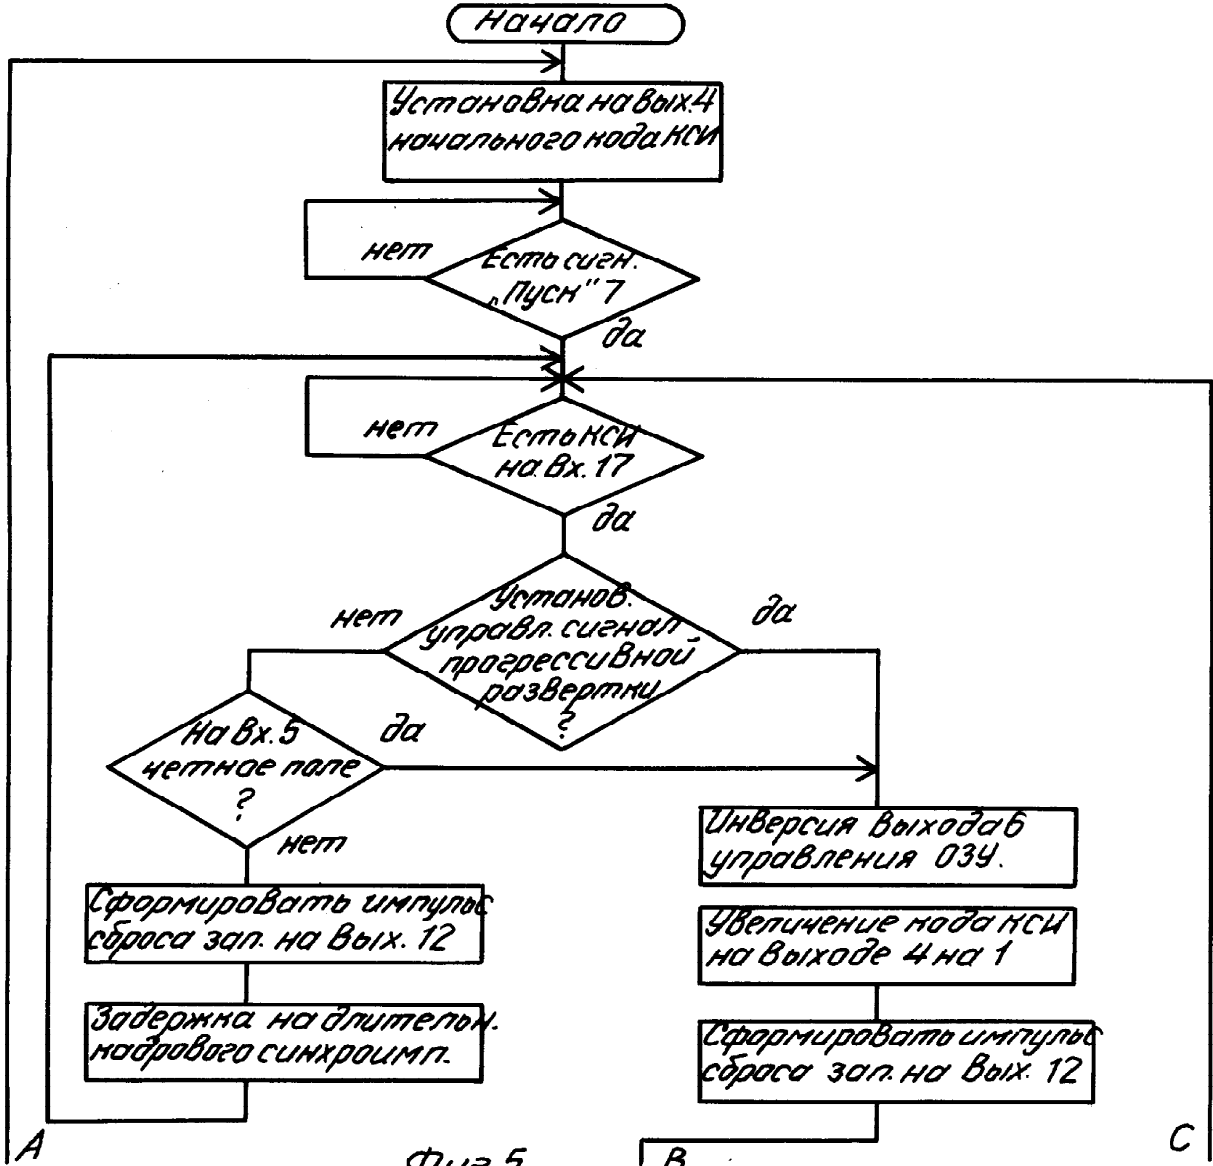 Начало
Установка на вых.4
начального кода КСИ
нет
Есть сигн.
„Пуск" 7
да
нет
Есть КСИ
на Вх. 17
да
нет
Установ.
управл. сигнал
прогрессивной
развертки
?
да
На Вх. 5
четное поле
?
да
нет
Инверсия выхода 6
управления ОЗУ.
Сформировать импульс
сброса зап. на Вых. 12
Увеличение кода КСИ
на выходе 4 на 1
Задержка на длительн.
кадрового синхроимп.
Сформировать импульс
сброса зап. на Вых. 12
А
Фиг. 5
В
С